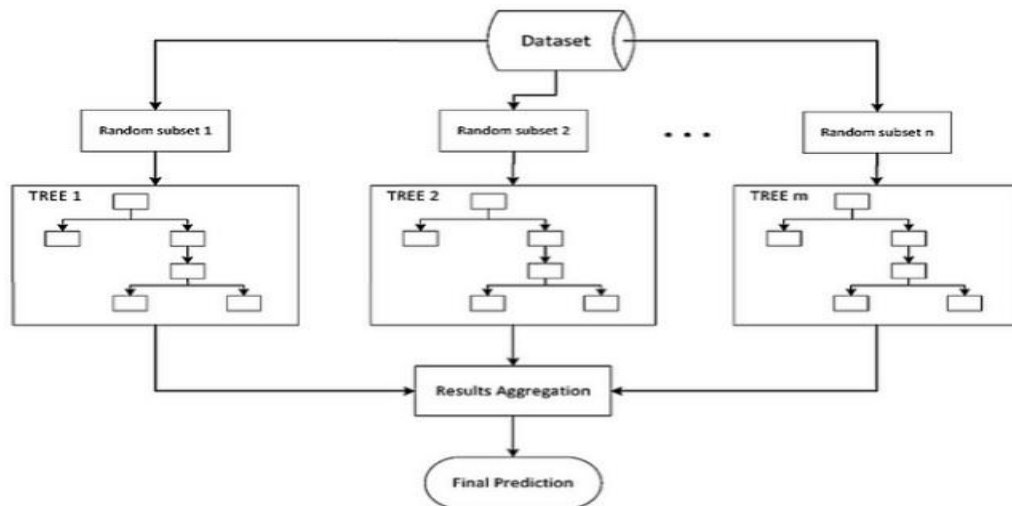 Dataset
Random subset 1
Random subset 2
• • •
Random subset n
TREE 1
TREE 2
TREE m
Results Aggregation
Final Prediction